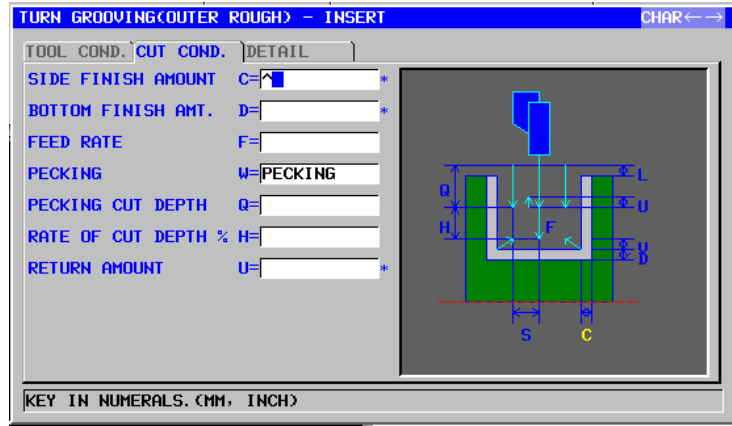 TURN GROOVING(OUTER ROUGH) - INSERT CHAR←→
TOOL COND. CUT COND. DETAIL
SIDE FINISH AMOUNT C=^ *
BOTTOM FINISH AMT. D= *
FEED RATE F=
PECKING W=PECKING
PECKING CUT DEPTH Q=
RATE OF CUT DEPTH % H=
RETURN AMOUNT U= *
L
Q
U
H
F
V
D
S
C
KEY IN NUMERALS.(MM, INCH)